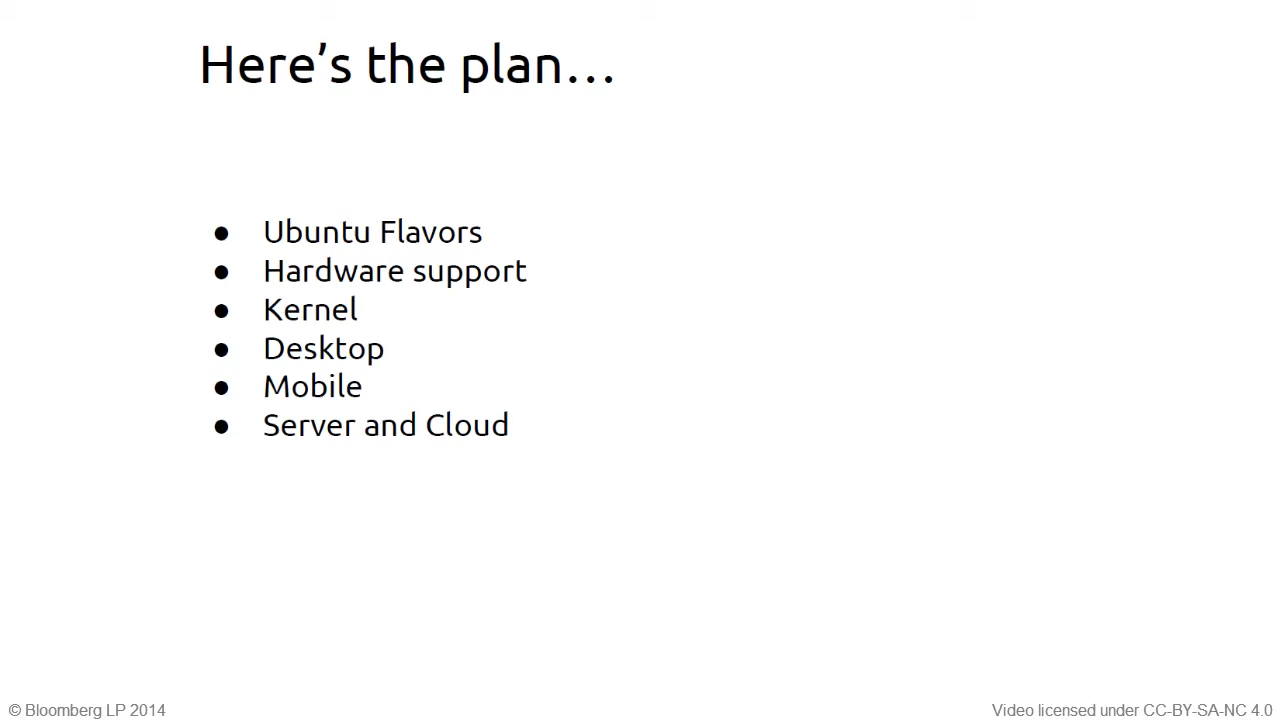 Here’s the plan…
● Ubuntu Flavors
● Hardware support
● Kernel
● Desktop
● Mobile
● Server and Cloud
© Bloomberg LP 2014
Video licensed under CC-BY-SA-NC 4.0